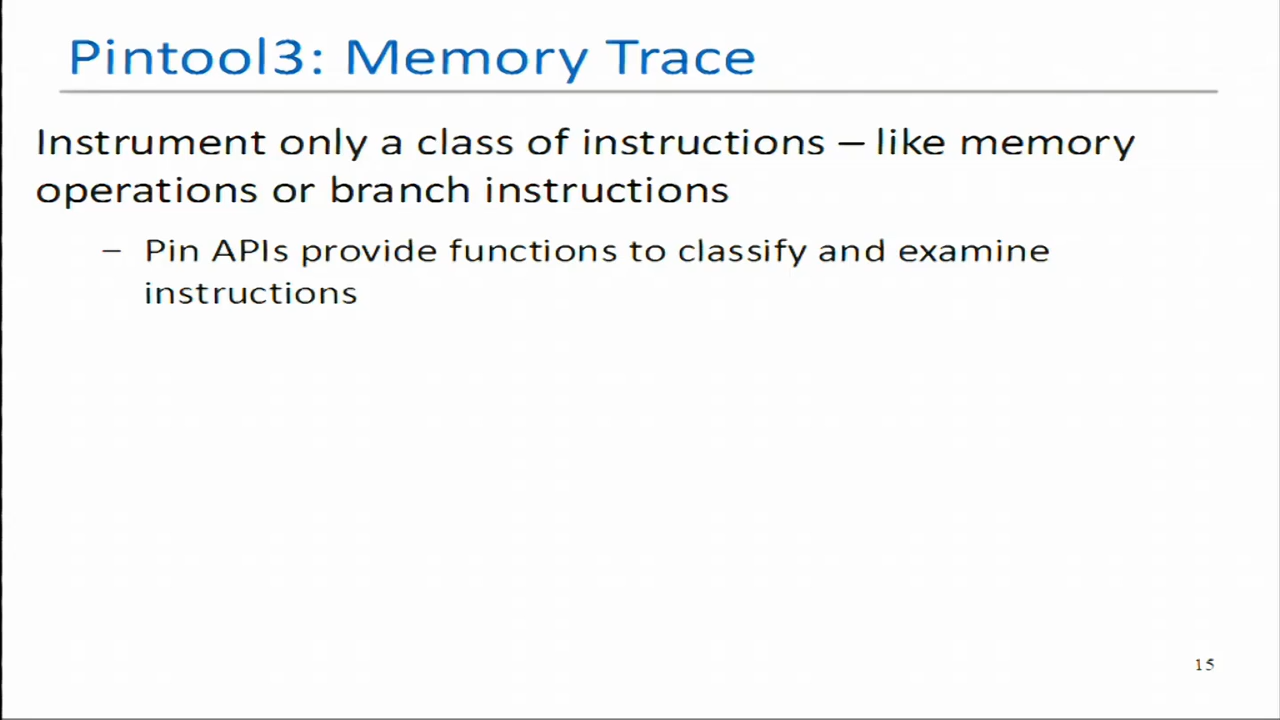 Pintool3: Memory Trace
Instrument only a class of instructions – like memory
operations or branch instructions
– Pin APIs provide functions to classify and examine
instructions
15